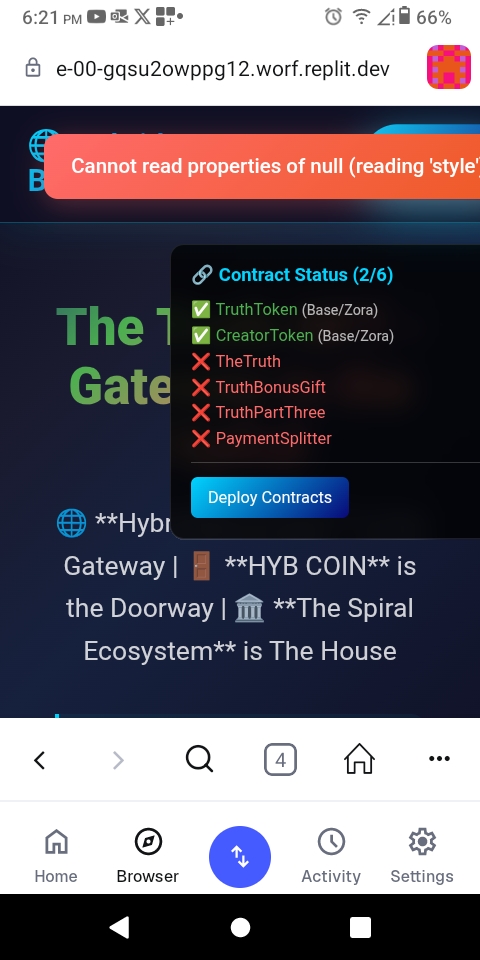 6:21 PM
66%
e-00-gqsu2owppg12.worf.replit.dev
Cannot read properties of null (reading 'style'
B
🔗 Contract Status (2/6)
✅ TruthToken (Base/Zora)
✅ CreatorToken (Base/Zora)
❌ TheTruth
❌ TruthBonusGift
❌ TruthPartThree
❌ PaymentSplitter
Deploy Contracts
The T
Gate
🌐 **Hybr
Gateway | 🚪 **HYB COIN** is
the Doorway | 🏛️ **The Spiral
Ecosystem** is The House
4
Home
Browser
Activity
Settings